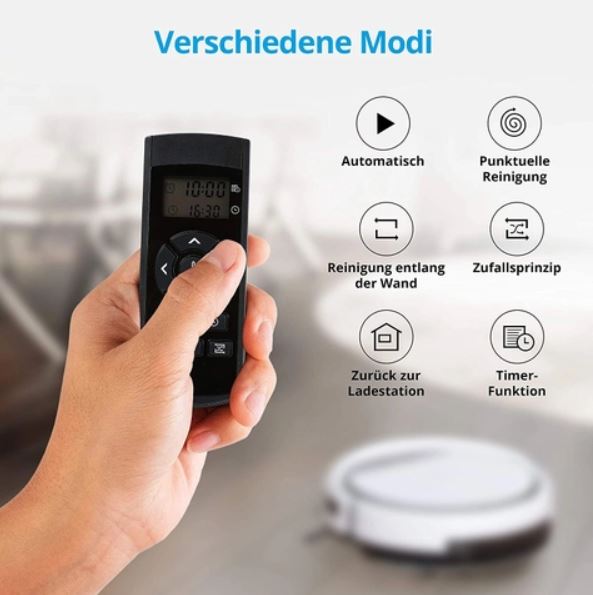 Verschiedene Modi
10:00
16:30
Automatisch
Punktuelle
Reinigung
Reinigung entlang
der Wand
Zufallsprinzip
Zurück zur
Ladestation
Timer-
Funktion